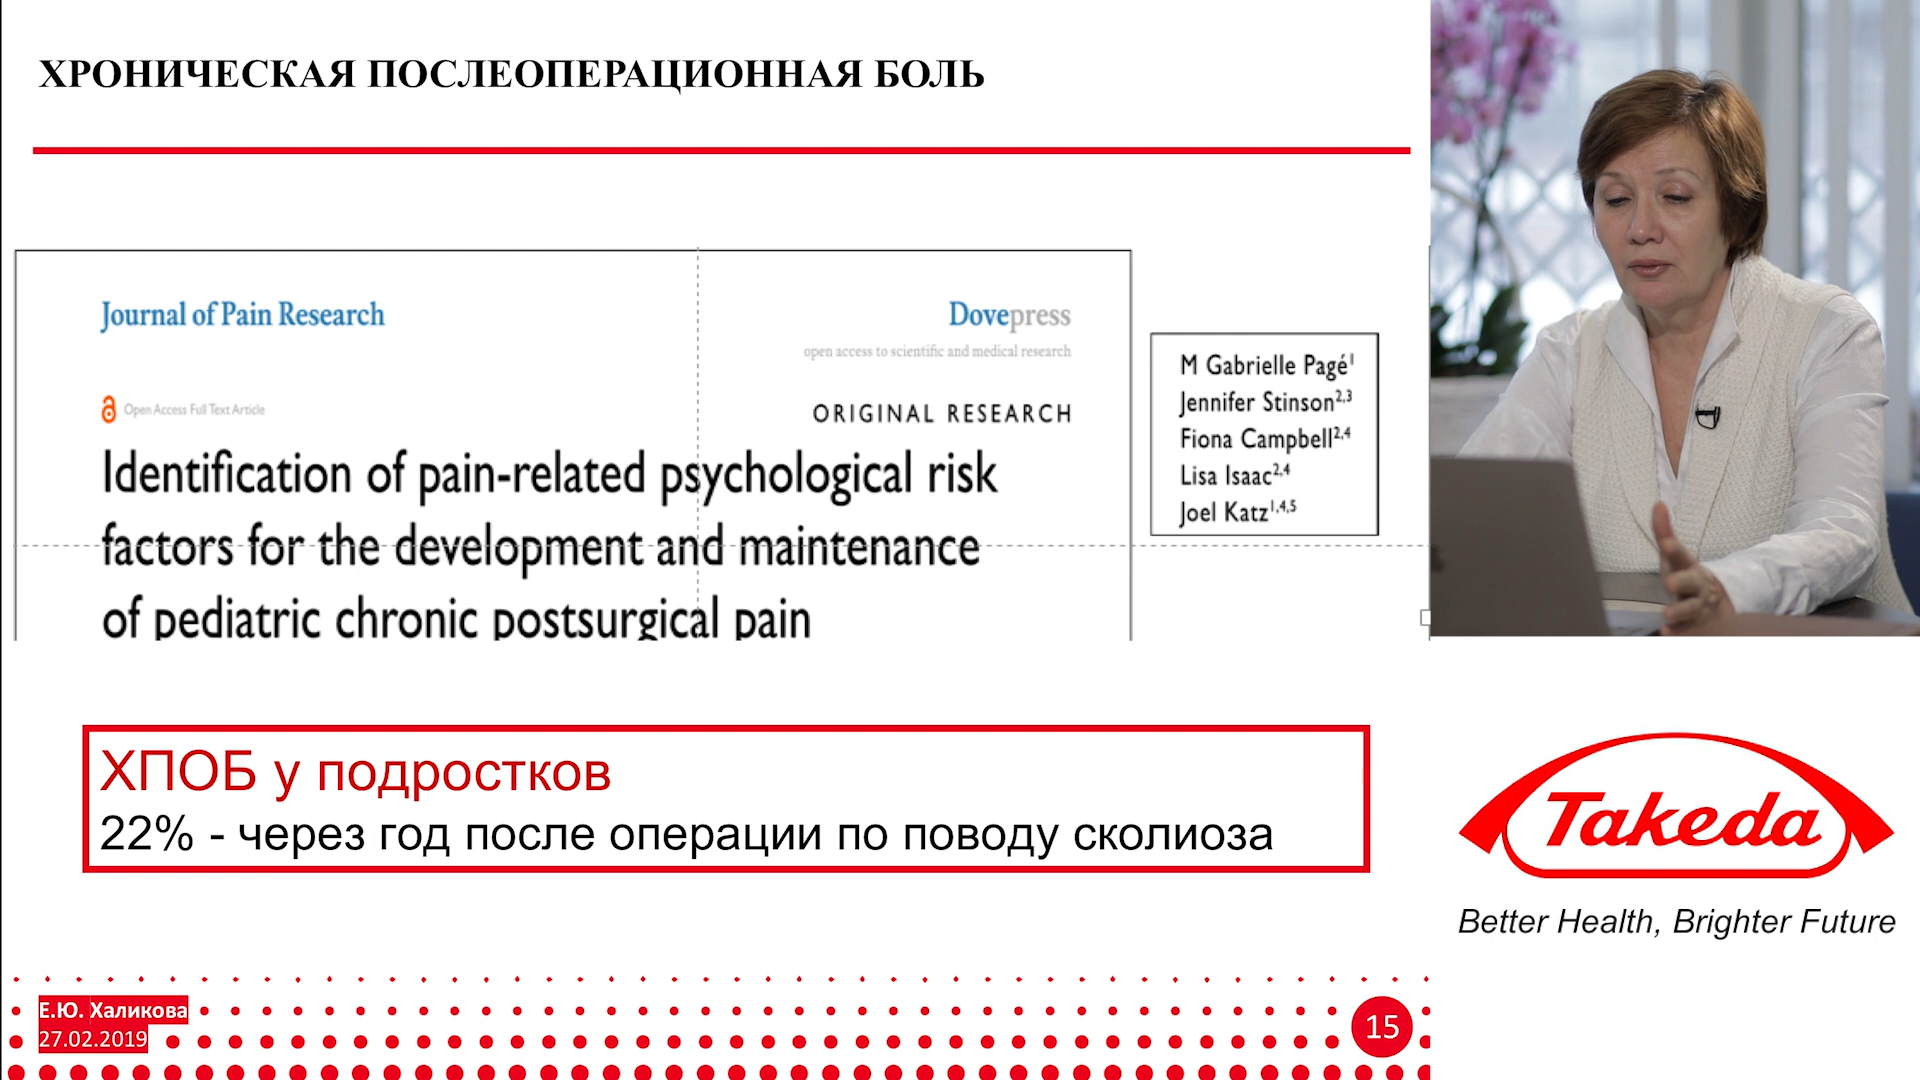 ХРОНИЧЕСКАЯ ПОСЛЕОПЕРАЦИОННАЯ БОЛЬ
Journal of Pain Research
Dovepress
open access to scientific and medical research
Open Access Full Text Article
ORIGINAL RESEARCH
Identification of pain-related psychological risk
factors for the development and maintenance
of pediatric chronic postsurgical pain
M Gabrielle Pagé¹
Jennifer Stinson²,³
Fiona Campbell²,⁴
Lisa Isaac²,⁴
Joel Katz¹,⁴,⁵
ХПОБ у подростков
22% - через год после операции по поводу сколиоза
Takeda
Better Health, Brighter Future
Е.Ю. Халикова
27.02.2019
15